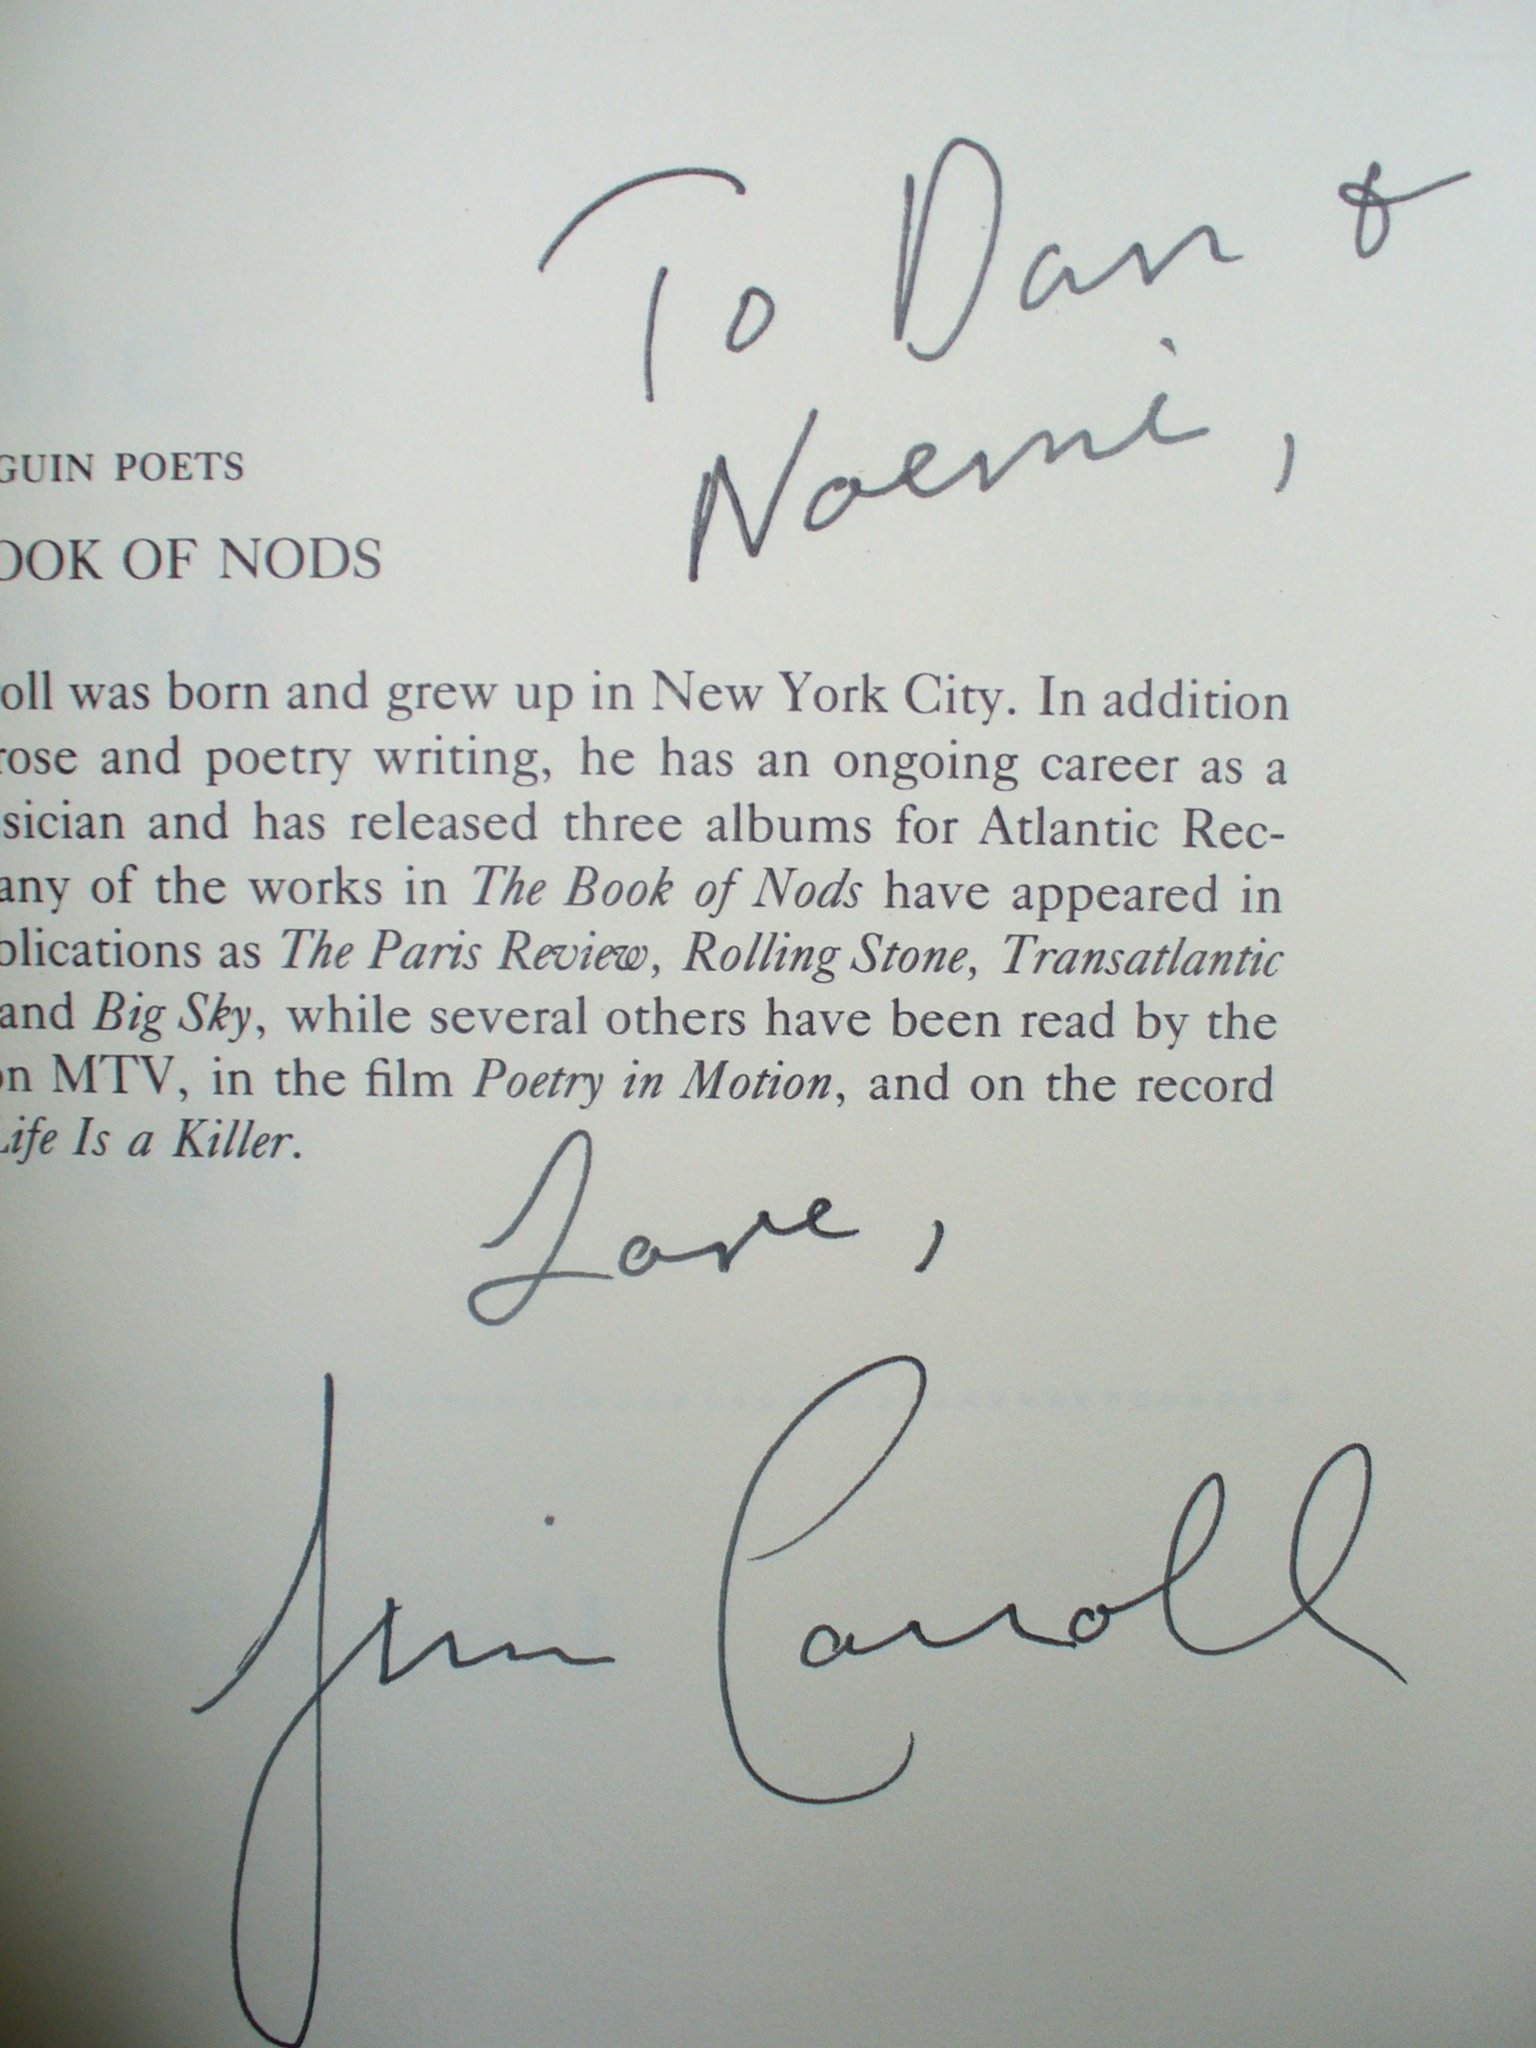 To Dan &
Noemi,
GUIN POETS
OOK OF NODS
oll was born and grew up in New York City. In addition
rose and poetry writing, he has an ongoing career as a
sician and has released three albums for Atlantic Rec-
any of the works in The Book of Nods have appeared in
blications as The Paris Review, Rolling Stone, Transatlantic
and Big Sky, while several others have been read by the
on MTV, in the film Poetry in Motion, and on the record
Life Is a Killer.
Love,
Jim Carroll